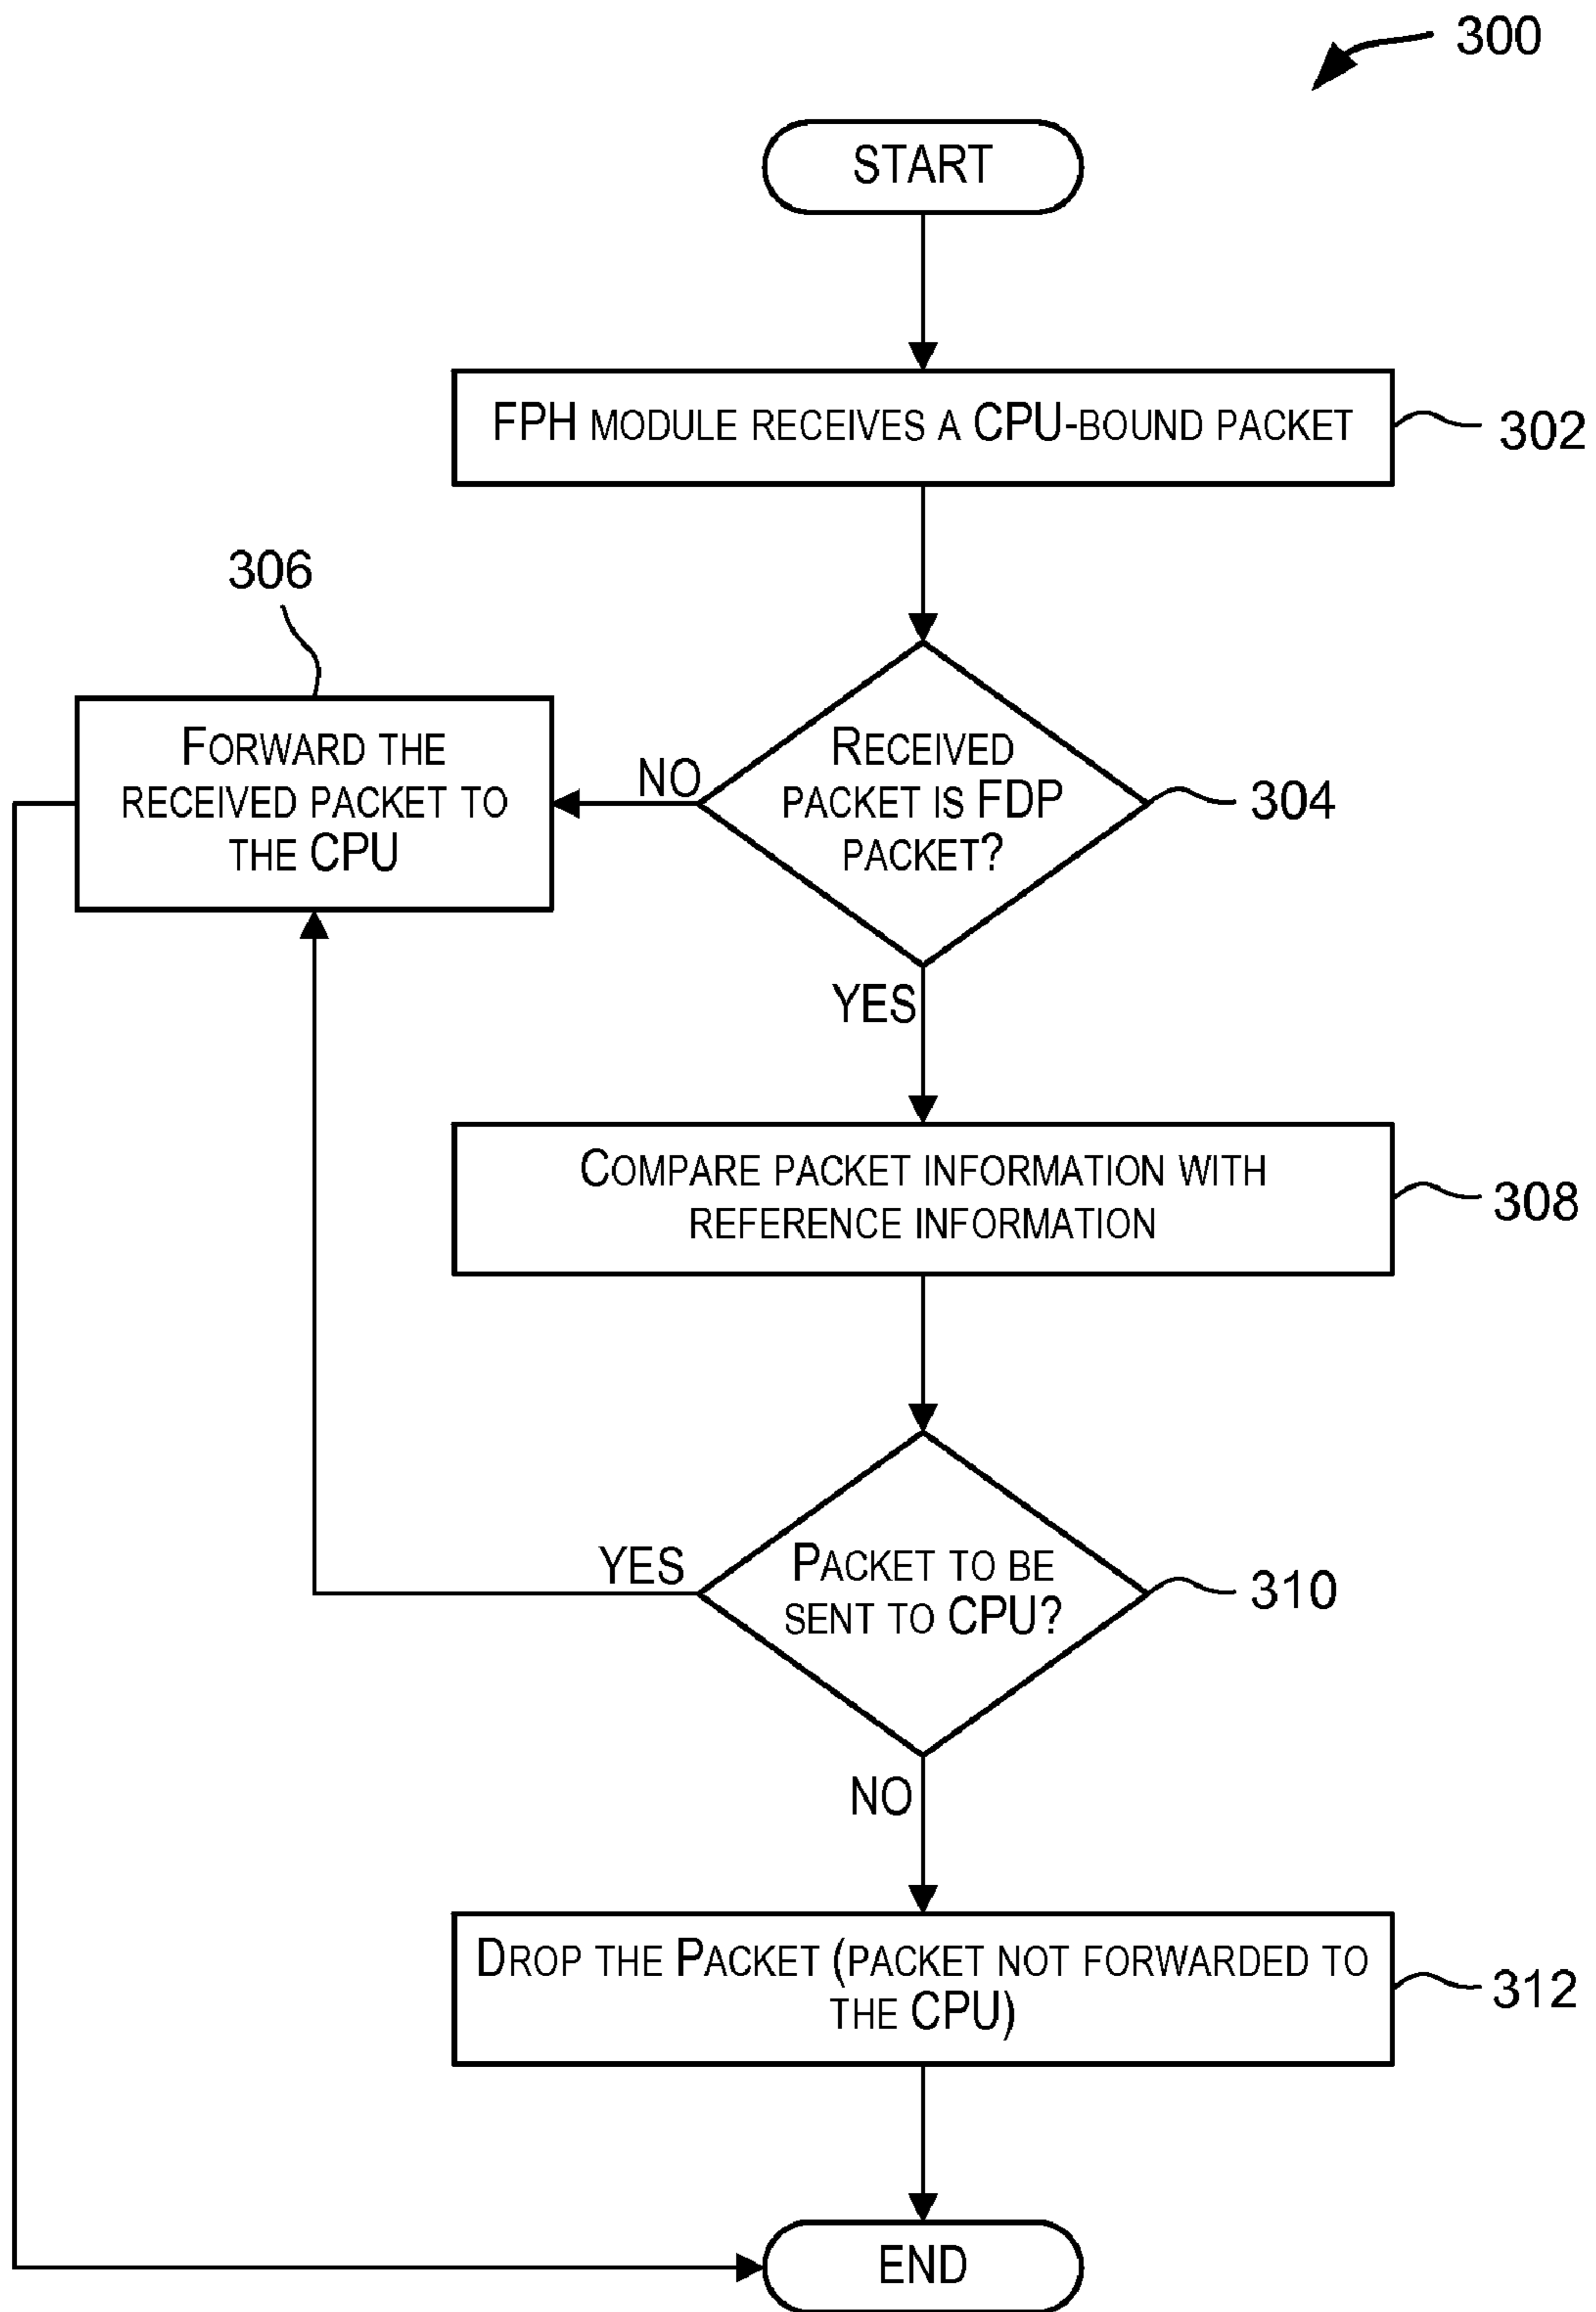 300
START
FPH MODULE RECEIVES A CPU-BOUND PACKET
302
306
FORWARD THE
RECEIVED PACKET TO
THE CPU
NO
RECEIVED
PACKET IS FDP
PACKET?
304
YES
COMPARE PACKET INFORMATION WITH
REFERENCE INFORMATION
308
YES
PACKET TO BE
SENT TO CPU?
310
NO
DROP THE PACKET (PACKET NOT FORWARDED TO
THE CPU)
312
END